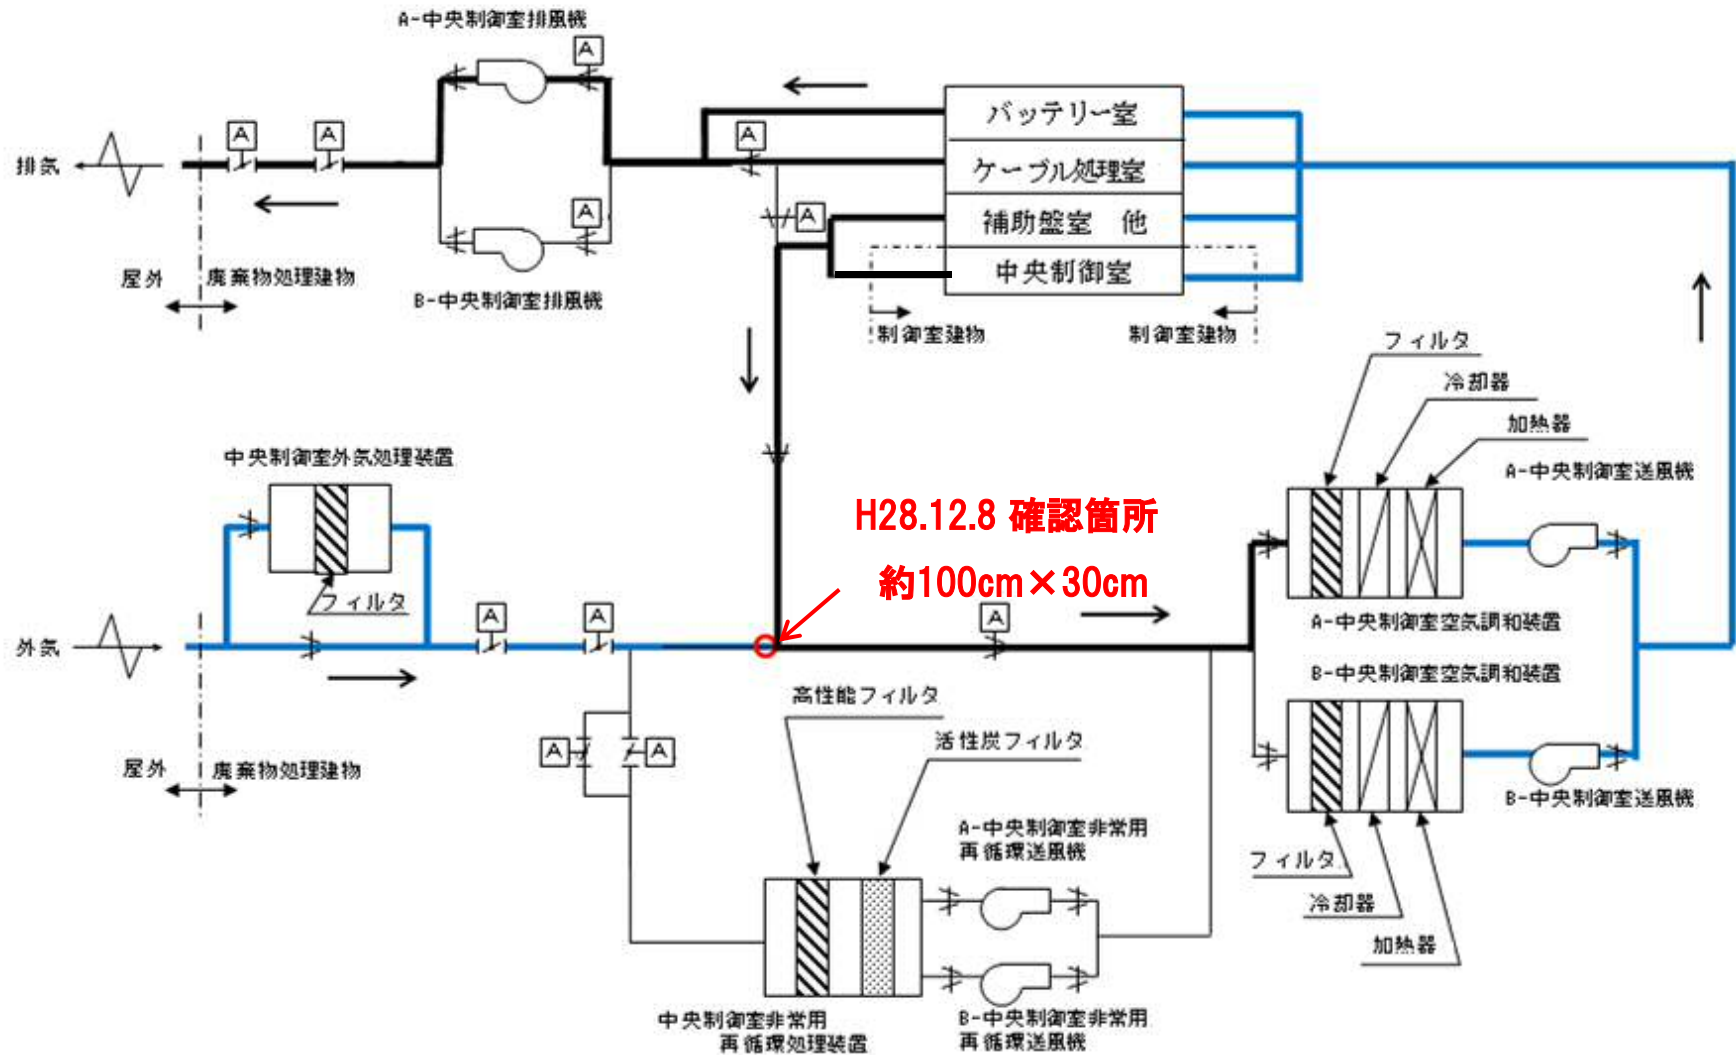 A-中央制御室排風機
A
A
A
A
排気
バッテリー室
ケーブル処理室
補助盤室 他
中央制御室
A
A
屋外
廃棄物処理建物
B-中央制御室排風機
制御室建物
制御室建物
フィルタ
冷却器
加熱器
中央制御室外気処理装置
A-中央制御室送風機
H28.12.8 確認箇所
約100cm×30cm
フィルタ
A
A
A
外気
A-中央制御室空気調和装置
B-中央制御室空気調和装置
高性能フィルタ
活性炭フィルタ
A
A
屋外
廃棄物処理建物
B-中央制御室送風機
A-中央制御室非常用
再循環送風機
フィルタ
冷却器
加熱器
中央制御室非常用
再循環処理装置
B-中央制御室非常用
再循環送風機